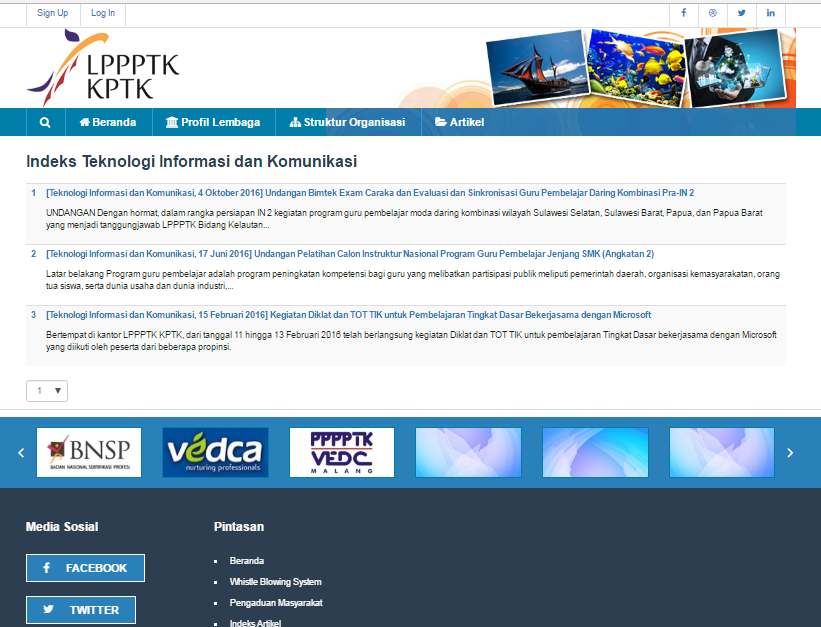 Sign Up Log In
LPPPTK
KPTK
Beranda Profil Lembaga Struktur Organisasi Artikel
Indeks Teknologi Informasi dan Komunikasi
1 [Teknologi Informasi dan Komunikasi, 4 Oktober 2016] Undangan Bimtek Exam Caraka dan Evaluasi dan Sinkronisasi Guru Pembelajar Daring Kombinasi Pra-IN 2
UNDANGAN Dengan hormat, dalam rangka persiapan IN 2 kegiatan program guru pembelajar moda daring kombinasi wilayah Sulawesi Selatan, Sulawesi Barat, Papua, dan Papua Barat
yang menjadi tanggungjawab LPPPTK Bidang Kelautan...
2 [Teknologi Informasi dan Komunikasi, 17 Juni 2016] Undangan Pelatihan Calon Instruktur Nasional Program Guru Pembelajar Jenjang SMK (Angkatan 2)
Latar belakang Program guru pembelajar adalah program peningkatan kompetensi bagi guru yang melibatkan partisipasi publik meliputi pemerintah daerah, organisasi kemasyarakatan, orang
tua siswa, serta dunia usaha dan dunia industri,...
3 [Teknologi Informasi dan Komunikasi, 15 Februari 2016] Kegiatan Diklat dan TOT TIK untuk Pembelajaran Tingkat Dasar Bekerjasama dengan Microsoft
Bertempat di kantor LPPPTK KPTK, dari tanggal 11 hingga 13 Februari 2016 telah berlangsung kegiatan Diklat dan TOT TIK untuk pembelajaran Tingkat Dasar bekerjasama dengan Microsoft
yang diikuti oleh peserta dari beberapa propinsi.
1
BNSP
BADAN NASIONAL SERTIFIKASI PROFESI
vedca
nurturing professionals
PPPPTK
VEDC
MALANG
Media Sosial
FACEBOOK
TWITTER
Pintasan
Beranda
Whistle Blowing System
Pengaduan Masyarakat
Indeks Artikel